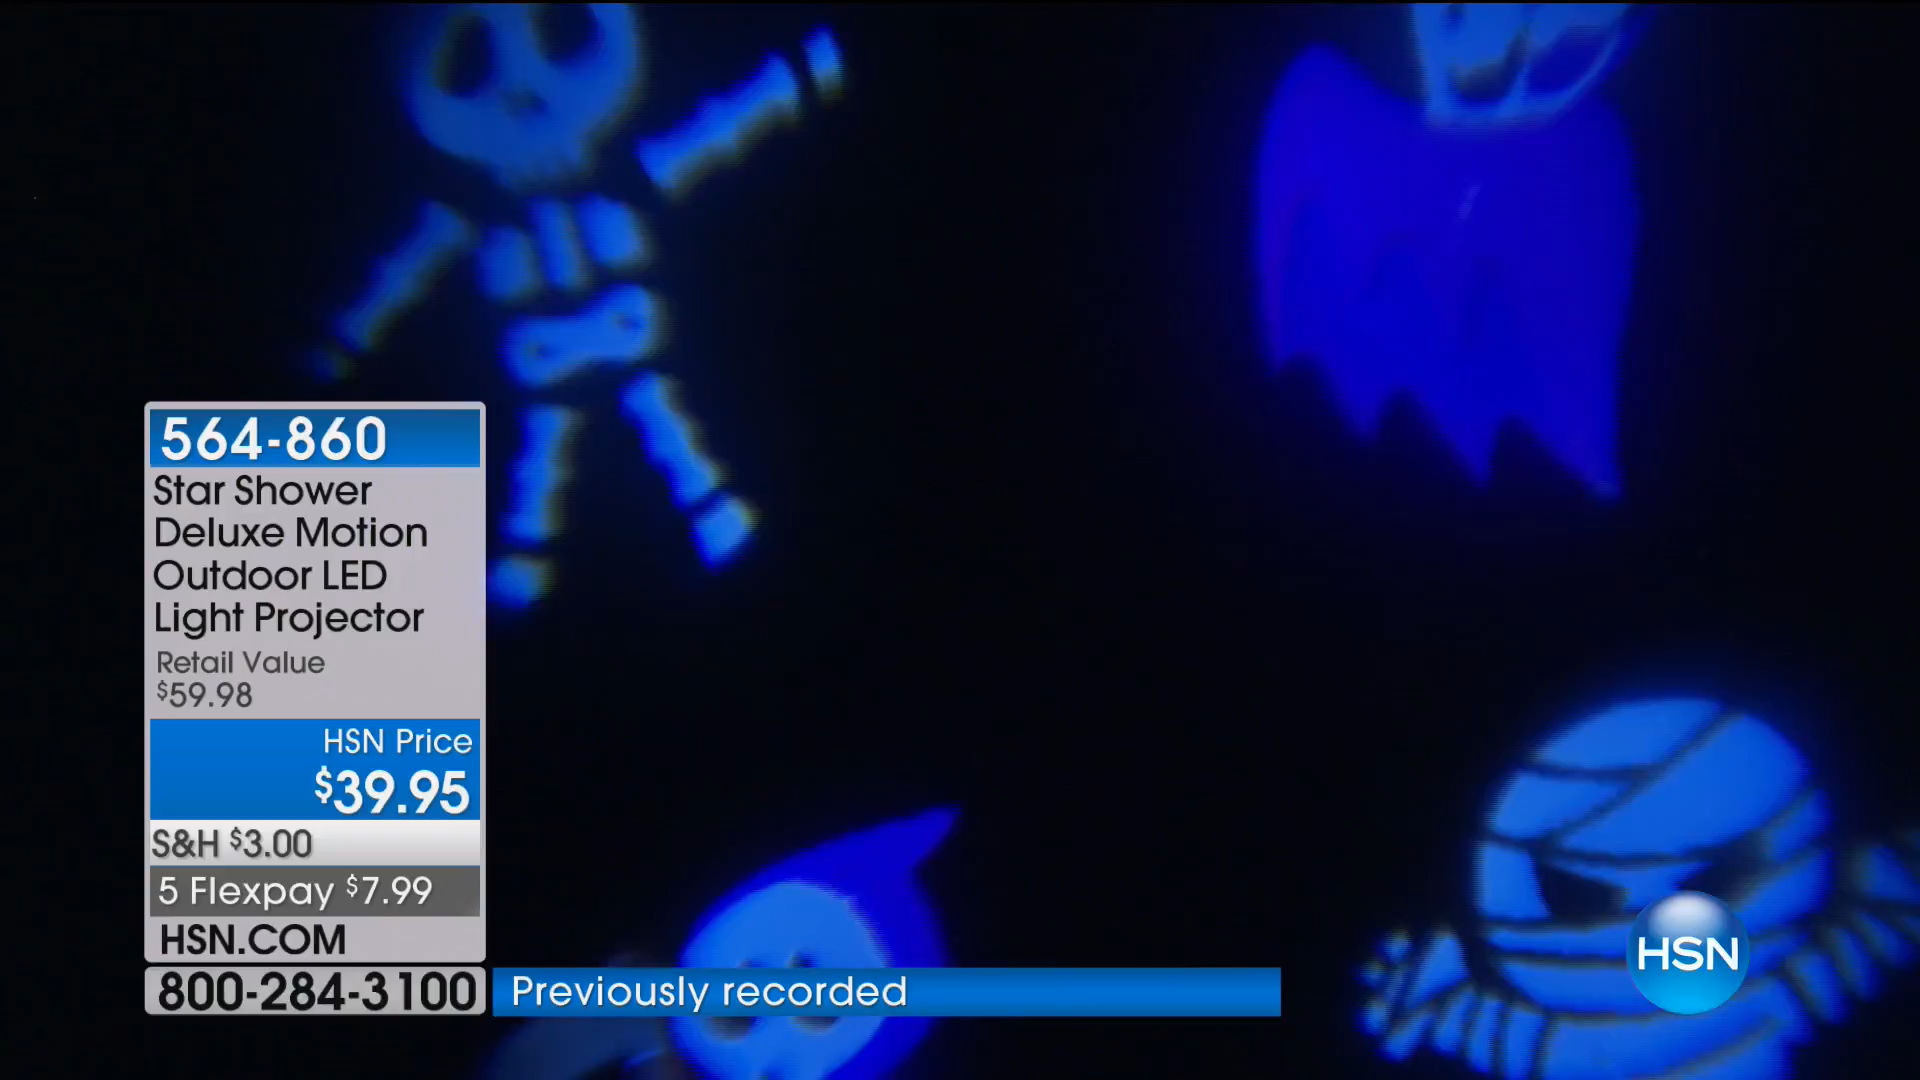 564-860
Star Shower
Deluxe Motion
Outdoor LED
Light Projector
Retail Value
$59.98
HSN Price
$39.95
S&H $3.00
5 Flexpay $7.99
HSN.COM
800-284-3100
Previously recorded
HSN